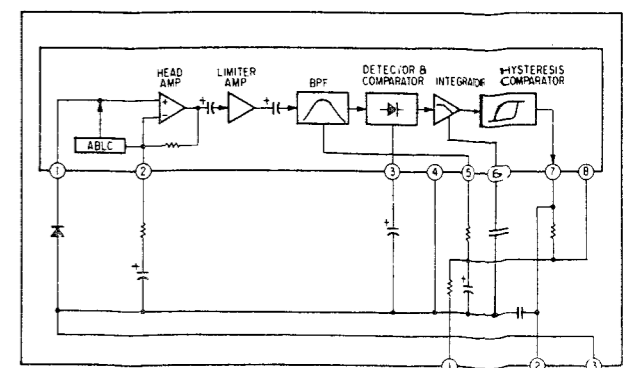 HEAD
AMP
LIMITER
AMP
BPF
DETECTOR &
COMPARATOR
INTEGRATOR
HYSTERESIS
COMPARATOR
ABLC
1 2 3 4 5 6 7 8
1 2 3